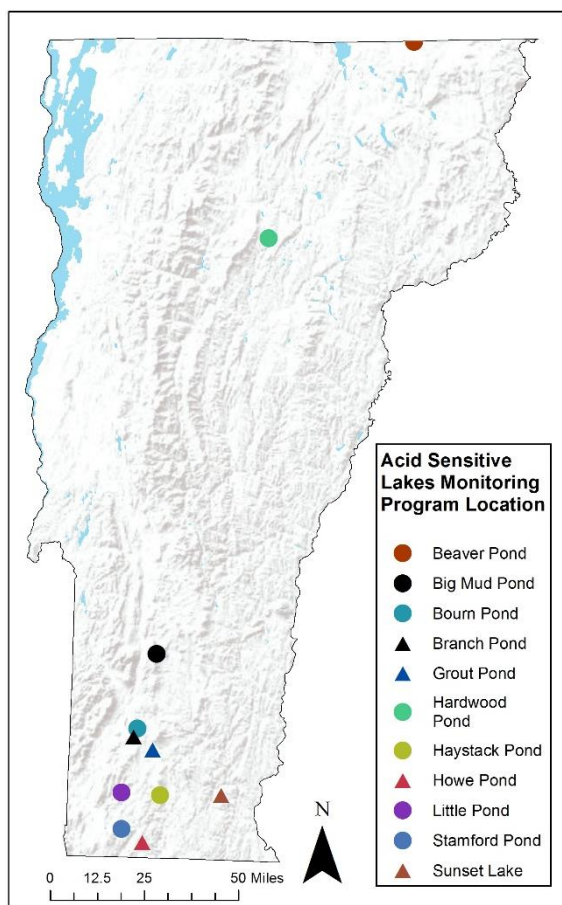 Acid Sensitive
Lakes Monitoring
Program Location
Beaver Pond
Big Mud Pond
Bourn Pond
Branch Pond
Grout Pond
Hardwood
Pond
Haystack Pond
Howe Pond
Little Pond
Stamford Pond
Sunset Lake
N
0 12.5 25 50 Miles